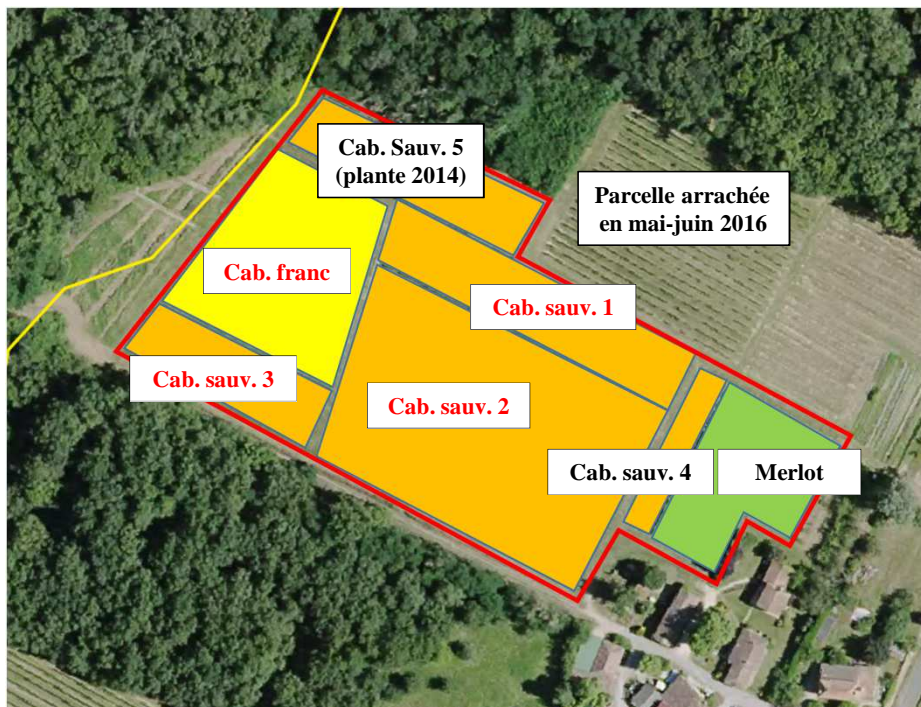 Cab. Sauv. 5
(plante 2014)
Parcelle arrachée
en mai-juin 2016
Cab. franc
Cab. sauv. 1
Cab. sauv. 3
Cab. sauv. 2
Cab. sauv. 4
Merlot